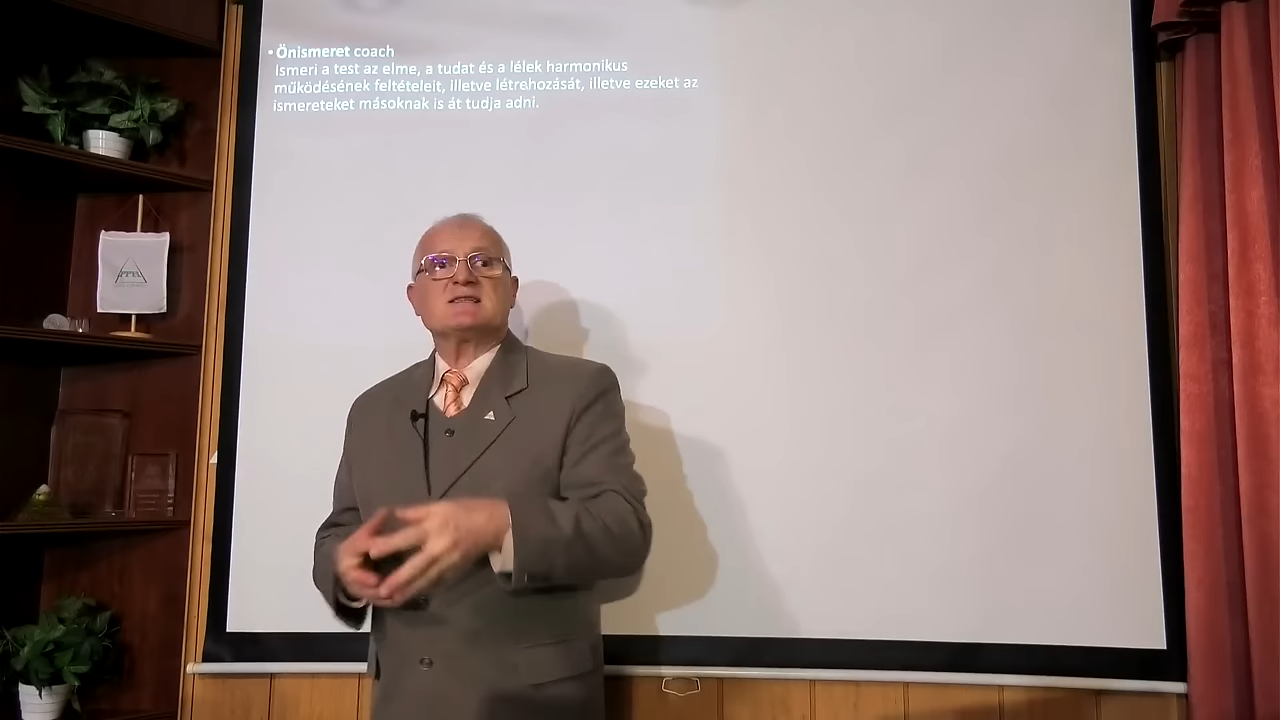 • Önismeret coach
Ismeri a test az elme, a tudat és a lélek harmonikus
működésének feltételeit, illetve létrehozását, illetve ezeket az
ismereteket másoknak is át tudja adni.